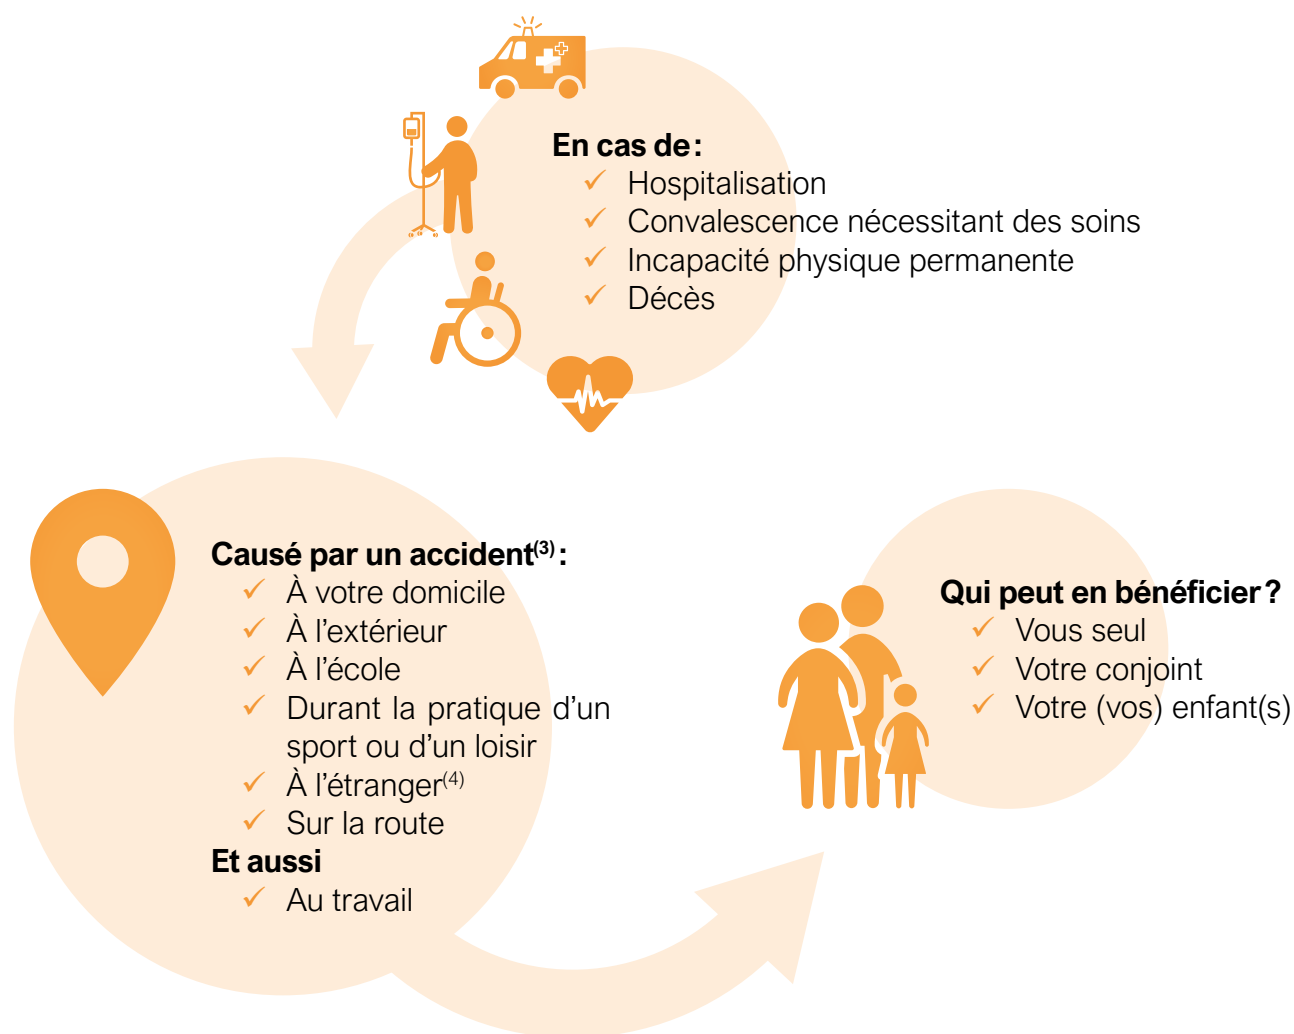 En cas de :
✓ Hospitalisation
✓ Convalescence nécessitant des soins
✓ Incapacité physique permanente
✓ Décès
Causé par un accident(3) :
✓ À votre domicile
✓ À l’extérieur
✓ À l’école
✓ Durant la pratique d’un
sport ou d’un loisir
✓ À l’étranger(4)
✓ Sur la route
Et aussi
✓ Au travail
Qui peut en bénéficier ?
✓ Vous seul
✓ Votre conjoint
✓ Votre (vos) enfant(s)